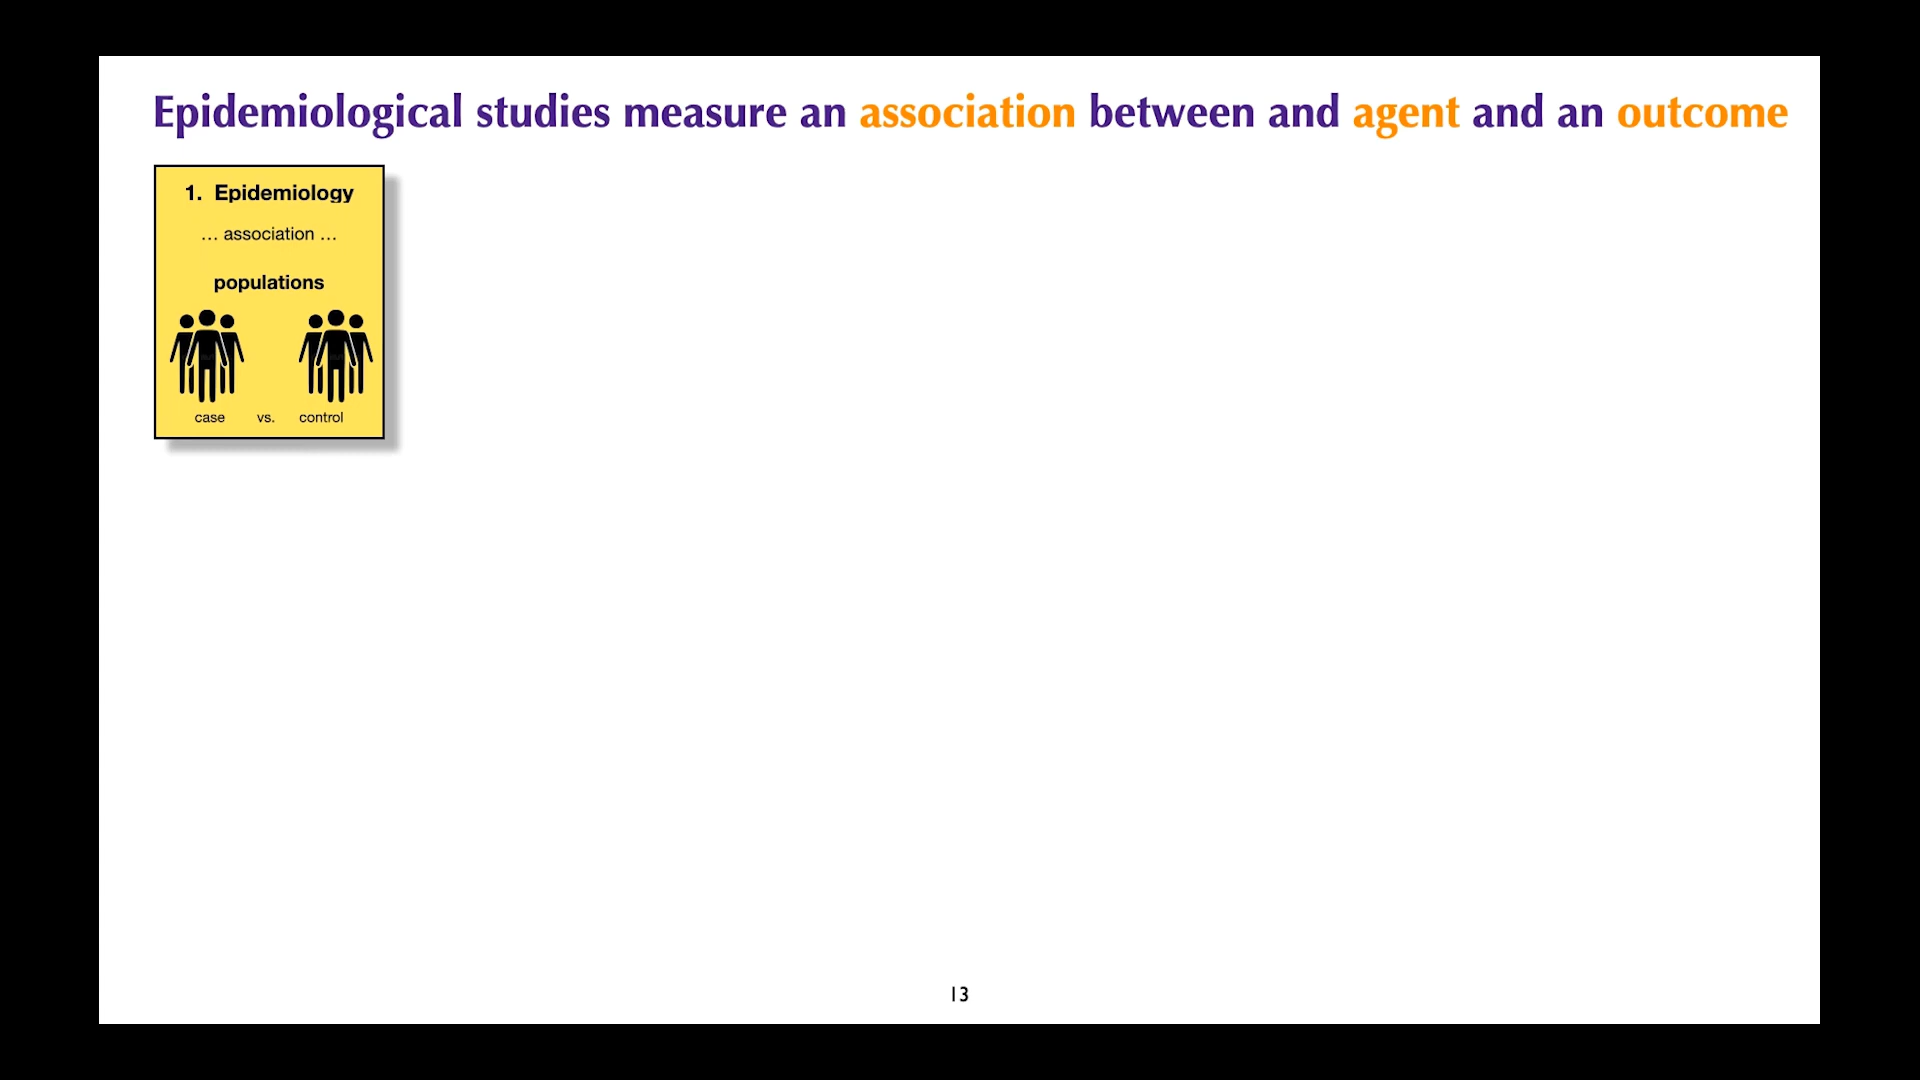 Epidemiological studies measure an association between and agent and an outcome
1. Epidemiology
... association ...
populations
case vs. control
13